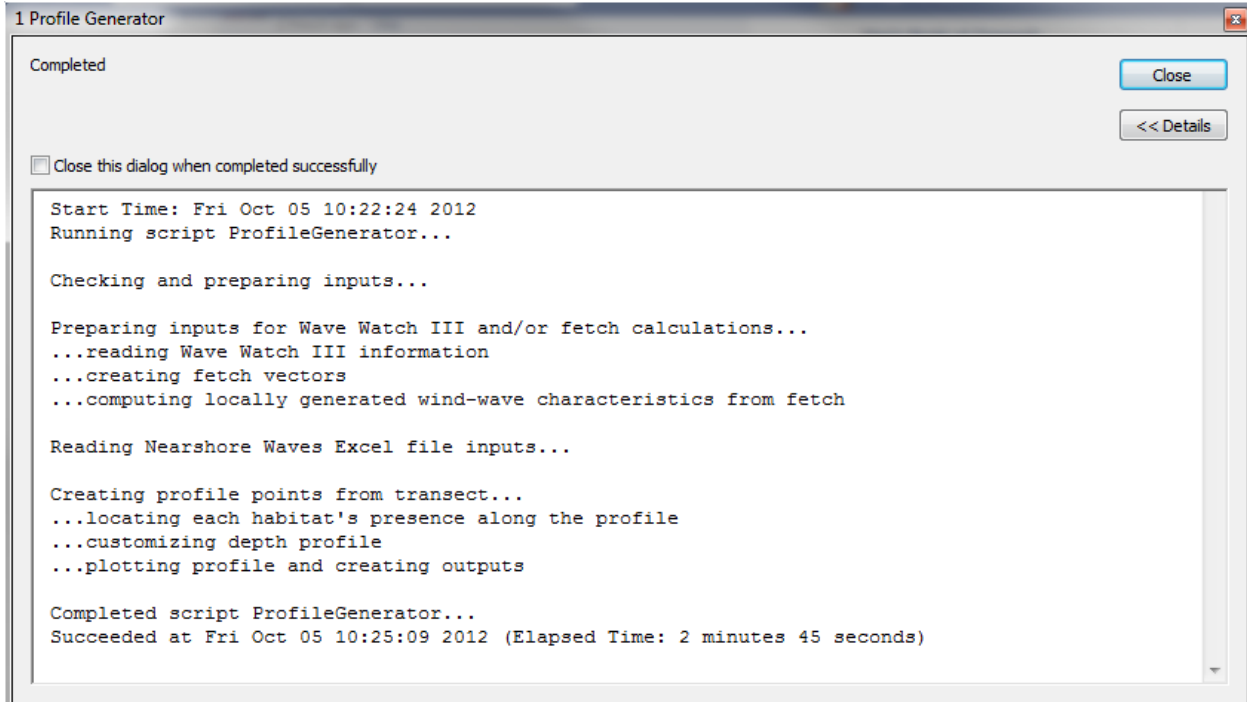 1 Profile Generator
Completed
Close
<< Details
Close this dialog when completed successfully
Start Time: Fri Oct 05 10:22:24 2012
Running script ProfileGenerator...
Checking and preparing inputs...
Preparing inputs for Wave Watch III and/or fetch calculations...
...reading Wave Watch III information
...creating fetch vectors
...computing locally generated wind-wave characteristics from fetch
Reading Nearshore Waves Excel file inputs...
Creating profile points from transect...
...locating each habitat's presence along the profile
...customizing depth profile
...plotting profile and creating outputs
Completed script ProfileGenerator...
Succeeded at Fri Oct 05 10:25:09 2012 (Elapsed Time: 2 minutes 45 seconds)